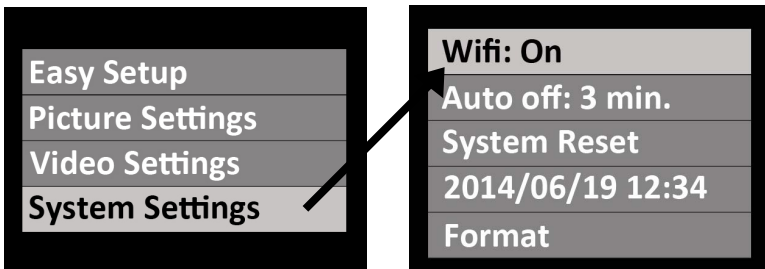 Easy Setup
Picture Settings
Video Settings
System Settings
Wifi: On
Auto off: 3 min.
System Reset
2014/06/19 12:34
Format